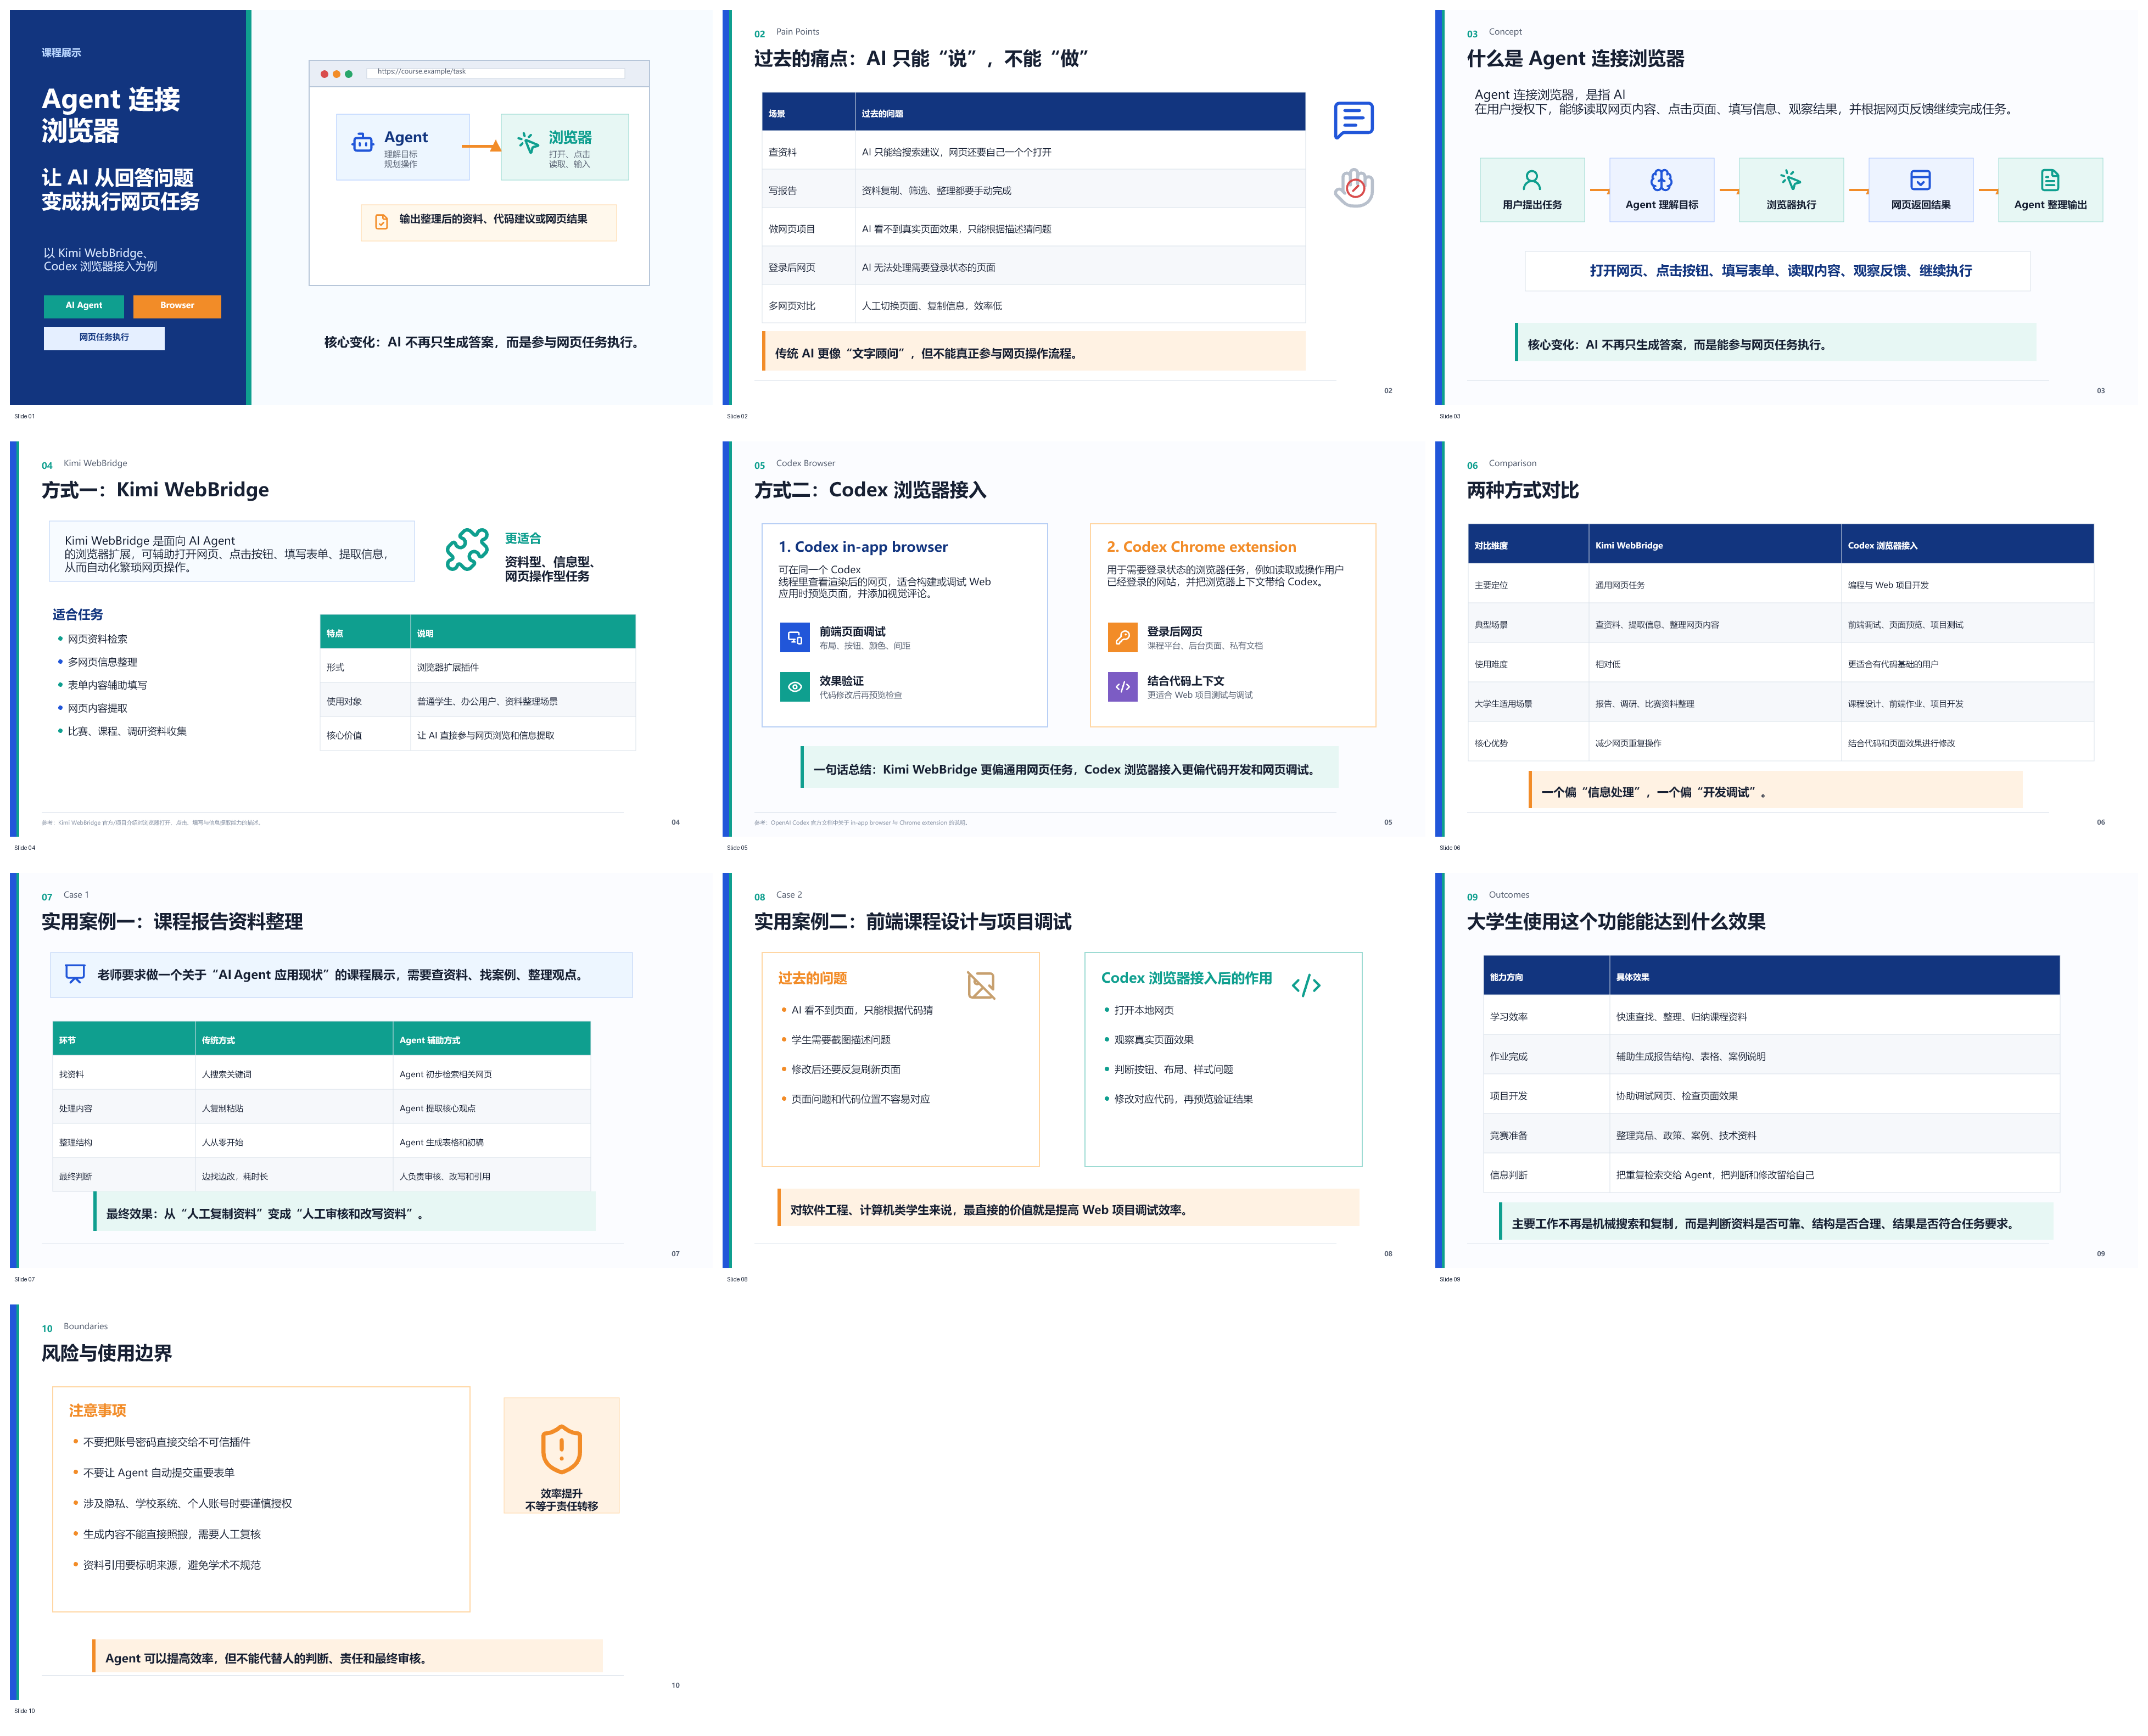 课程展示
Agent 连接
浏览器
让 AI 从回答问题
变成执行网页任务
以 Kimi WebBridge、
Codex 浏览器接入为例
AI Agent
Browser
网页任务执行
https://course.example/task
Agent
理解目标
规划操作
浏览器
打开、点击
读取、输入
输出整理后的资料、代码建议或网页结果
核心变化：AI 不再只生成答案，而是参与网页任务执行。
Slide 01
02 Pain Points
过去的痛点：AI 只能“说”，不能“做”
场景 过去的问题
查资料 AI 只能给搜索建议，网页还要自己一个个打开
写报告 资料复制、筛选、整理都要手动完成
做网页项目 AI 看不到真实页面效果，只能根据描述猜问题
登录后网页 AI 无法处理需要登录状态的页面
多网页对比 人工切换页面、复制信息，效率低
传统 AI 更像“文字顾问”，但不能真正参与网页操作流程。
02
Slide 02
03 Concept
什么是 Agent 连接浏览器
Agent 连接浏览器，是指 AI
在用户授权下，能够读取网页内容、点击页面、填写信息、观察结果，并根据网页反馈继续完成任务。
用户提出任务
Agent 理解目标
浏览器执行
网页返回结果
Agent 整理输出
打开网页、点击按钮、填写表单、读取内容、观察反馈、继续执行
核心变化：AI 不再只生成答案，而是能参与网页任务执行。
03
Slide 03
04 Kimi WebBridge
方式一：Kimi WebBridge
Kimi WebBridge 是面向 AI Agent
的浏览器扩展，可辅助打开网页、点击按钮、填写表单、提取信息，
从而自动化繁琐网页操作。
更适合
资料型、信息型、
网页操作型任务
适合任务
网页资料检索
多网页信息整理
表单内容辅助填写
网页内容提取
比赛、课程、调研资料收集
特点 说明
形式 浏览器扩展插件
使用对象 普通学生、办公用户、资料整理场景
核心价值 让 AI 直接参与网页浏览和信息提取
参考：Kimi WebBridge 官方/项目介绍对浏览器打开、点击、填写与信息提取能力的描述。
04
Slide 04
05 Codex Browser
方式二：Codex 浏览器接入
1. Codex in-app browser
可在同一个 Codex
线程里查看渲染后的网页，适合构建或调试 Web
应用时预览页面，并添加视觉评论。
前端页面调试
布局、按钮、颜色、间距
效果验证
代码修改后再预览检查
2. Codex Chrome extension
用于需要登录状态的浏览器任务，例如读取或操作用户
已经登录的网站，并把浏览器上下文带给 Codex。
登录后网页
课程平台、后台页面、私有文档
结合代码上下文
更适合 Web 项目测试与调试
一句话总结：Kimi WebBridge 更偏通用网页任务，Codex 浏览器接入更偏代码开发和网页调试。
参考：OpenAI Codex 官方文档中关于 in-app browser 与 Chrome extension 的说明。
05
Slide 05
06 Comparison
两种方式对比
对比维度 Kimi WebBridge Codex 浏览器接入
主要定位 通用网页任务 编程与 Web 项目开发
典型场景 查资料、提取信息、整理网页内容 前端调试、页面预览、项目测试
使用难度 相对低 更适合有代码基础的用户
大学生适用场景 报告、调研、比赛资料整理 课程设计、前端作业、项目开发
核心优势 减少网页重复操作 结合代码和页面效果进行修改
一个偏“信息处理”，一个偏“开发调试”。
06
Slide 06
07 Case 1
实用案例一：课程报告资料整理
老师要求做一个关于“AI Agent 应用现状”的课程展示，需要查资料、找案例、整理观点。
环节 传统方式 Agent 辅助方式
找资料 人搜索关键词 Agent 初步检索相关网页
处理内容 人复制粘贴 Agent 提取核心观点
整理结构 人从零开始 Agent 生成表格和初稿
最终判断 边找边改，耗时长 人负责审核、改写和引用
最终效果：从“人工复制资料”变成“人工审核和改写资料”。
07
Slide 07
08 Case 2
实用案例二：前端课程设计与项目调试
过去的问题
AI 看不到页面，只能根据代码猜
学生需要截图描述问题
修改后还要反复刷新页面
页面问题和代码位置不容易对应
Codex 浏览器接入后的作用
打开本地网页
观察真实页面效果
判断按钮、布局、样式问题
修改对应代码，再预览验证结果
对软件工程、计算机类学生来说，最直接的价值就是提高 Web 项目调试效率。
08
Slide 08
09 Outcomes
大学生使用这个功能能达到什么效果
能力方向 具体效果
学习效率 快速查找、整理、归纳课程资料
作业完成 辅助生成报告结构、表格、案例说明
项目开发 协助调试网页、检查页面效果
竞赛准备 整理竞品、政策、案例、技术资料
信息判断 把重复检索交给 Agent，把判断和修改留给自己
主要工作不再是机械搜索和复制，而是判断资料是否可靠、结构是否合理、结果是否符合任务要求。
09
Slide 09
10 Boundaries
风险与使用边界
注意事项
不要把账号密码直接交给不可信插件
不要让 Agent 自动提交重要表单
涉及隐私、学校系统、个人账号时要谨慎授权
生成内容不能直接照搬，需要人工复核
资料引用要标明来源，避免学术不规范
效率提升
不等于责任转移
Agent 可以提高效率，但不能代替人的判断、责任和最终审核。
10
Slide 10